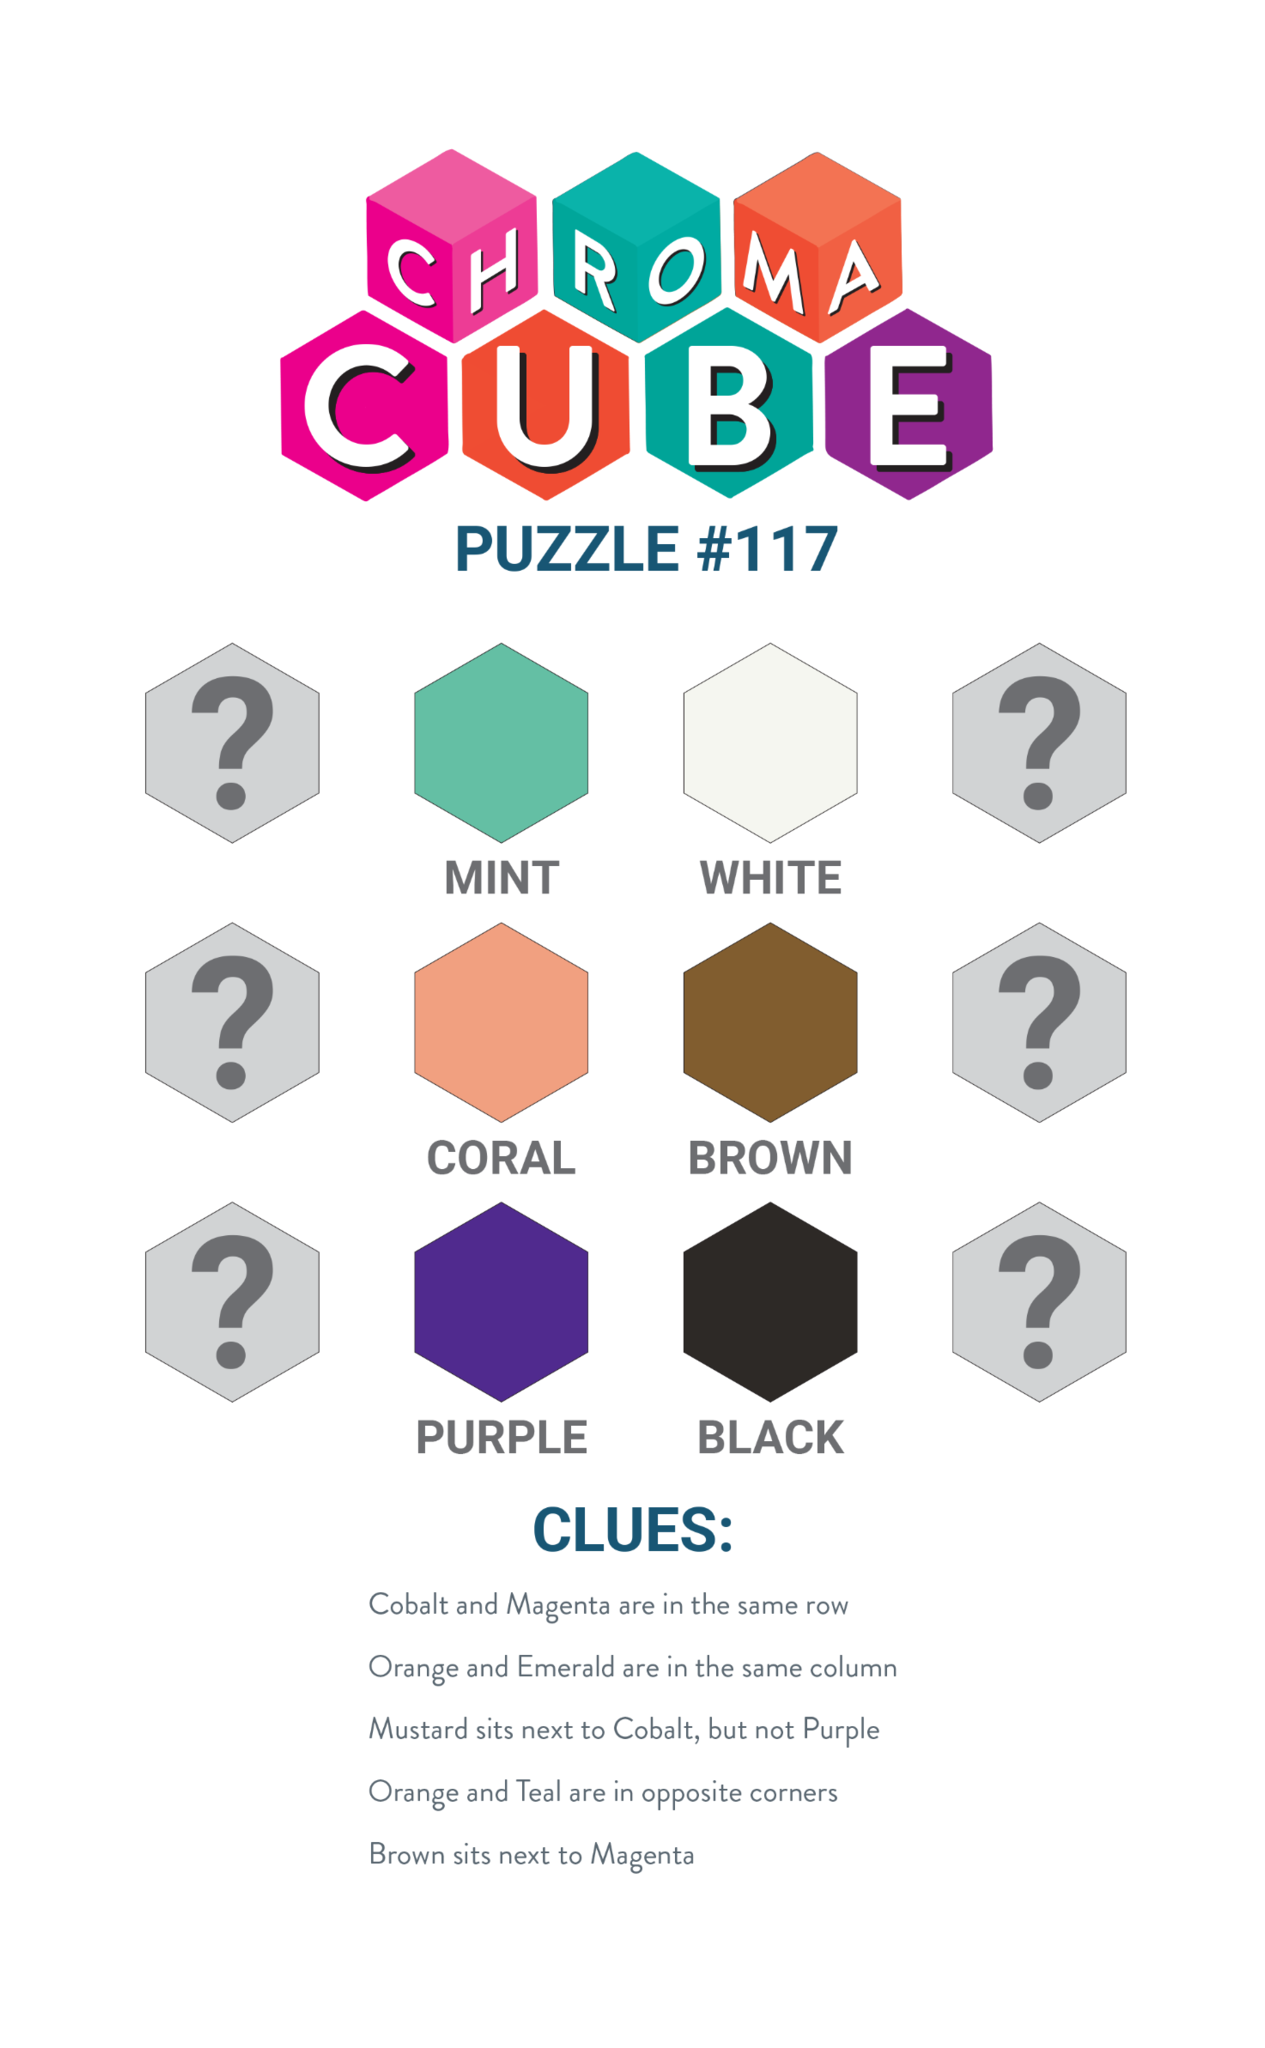 CHROMA
CUBE
PUZZLE #117
? ?
MINT WHITE
? ?
CORAL BROWN
? ?
PURPLE BLACK
CLUES:
Cobalt and Magenta are in the same row
Orange and Emerald are in the same column
Mustard sits next to Cobalt, but not Purple
Orange and Teal are in opposite corners
Brown sits next to Magenta